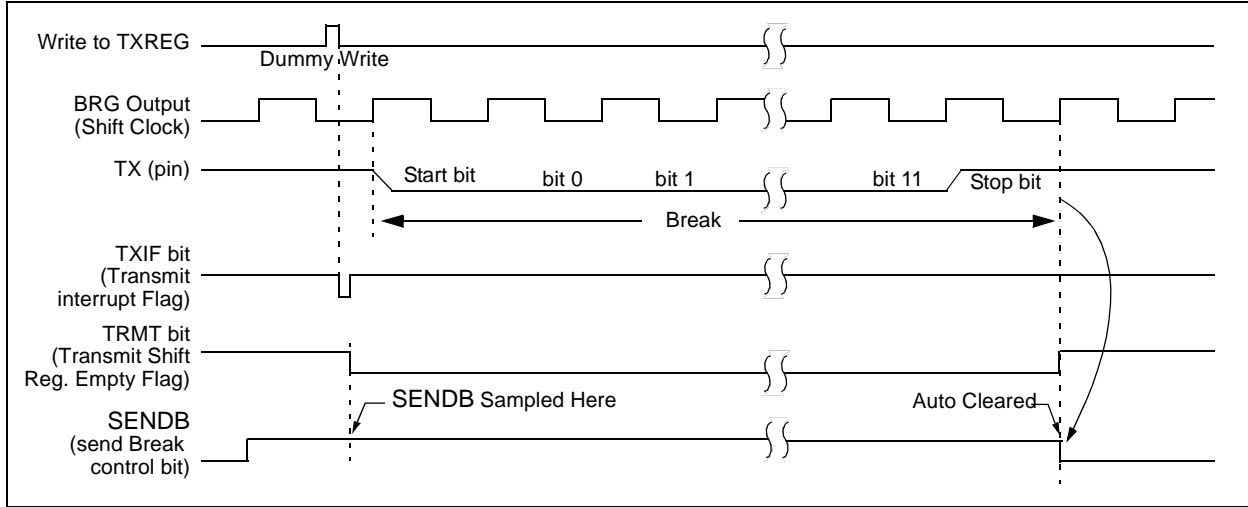 Write to TXREG
Dummy Write
BRG Output
(Shift Clock)
TX (pin)
Start bit
bit 0
bit 1
bit 11
Stop bit
Break
TXIF bit
(Transmit
interrupt Flag)
TRMT bit
(Transmit Shift
Reg. Empty Flag)
SENDB Sampled Here
Auto Cleared
SENDB
(send Break
control bit)